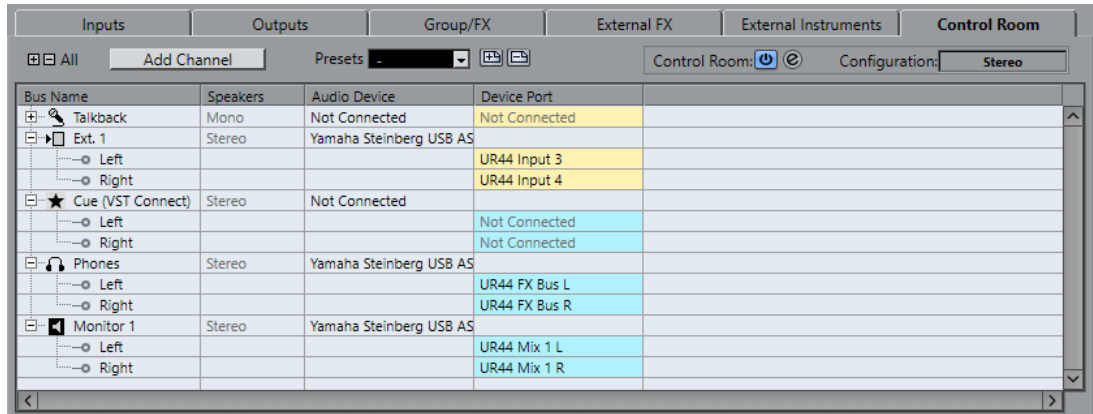 Inputs Outputs Group/FX External FX External Instruments Control Room
All Add Channel Presets - Control Room: e Configuration: Stereo
Bus Name Speakers Audio Device Device Port
Talkback Mono Not Connected Not Connected
Ext. 1 Stereo Yamaha Steinberg USB AS
Left UR44 Input 3
Right UR44 Input 4
Cue (VST Connect) Stereo Not Connected
Left Not Connected
Right Not Connected
Phones Stereo Yamaha Steinberg USB AS
Left UR44 FX Bus L
Right UR44 FX Bus R
Monitor 1 Stereo Yamaha Steinberg USB AS
Left UR44 Mix 1 L
Right UR44 Mix 1 R